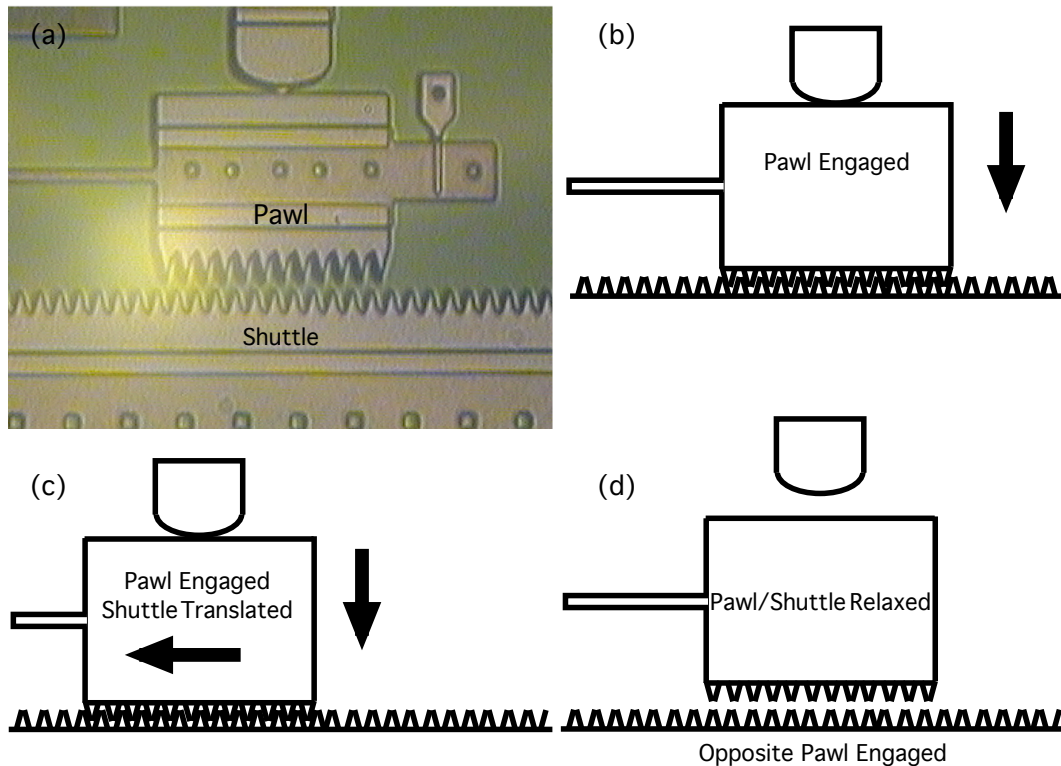 (a)
Pawl
Shuttle
(b)
Pawl Engaged
(c)
Pawl Engaged
Shuttle Translated
(d)
Pawl/Shuttle Relaxed
Opposite Pawl Engaged